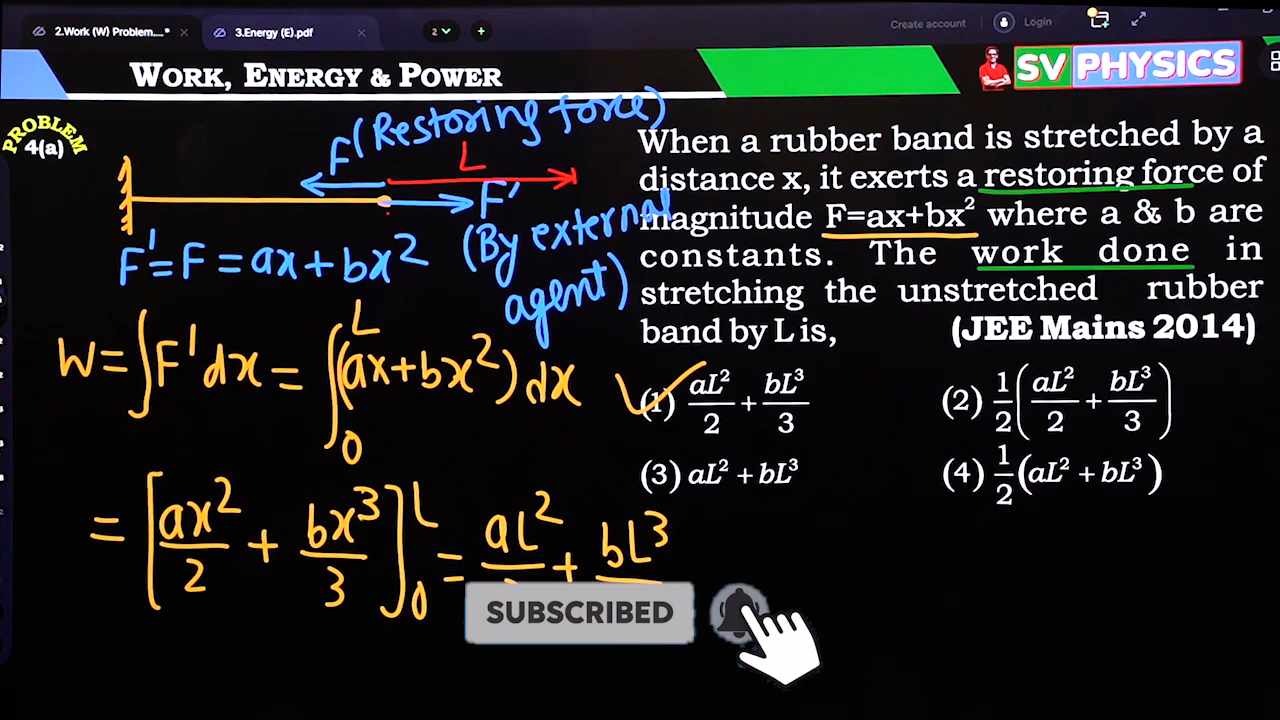 2.Work (W) Problem....*
3.Energy (E).pdf
2
Create account
Login
WORK, ENERGY & POWER
SV PHYSICS
PROBLEM
4(a)
F (Restoring force)
L
F'
(By external
agent)
F' = F = ax + bx²
When a rubber band is stretched by a
distance x, it exerts a restoring force of
magnitude F=ax+bx² where a & b are
constants. The work done in
stretching the unstretched rubber
band by L is,
(JEE Mains 2014)
(1) aL²/2 + bL³/3
(2) 1/2(aL²/2 + bL³/3)
(3) aL² + bL³
(4) 1/2(aL² + bL³)
W = ∫F'dx = ∫₀ᴸ(ax+bx²)dx
= [ax²/2 + bx³/3]₀ᴸ = aL² + bL³
SUBSCRIBED